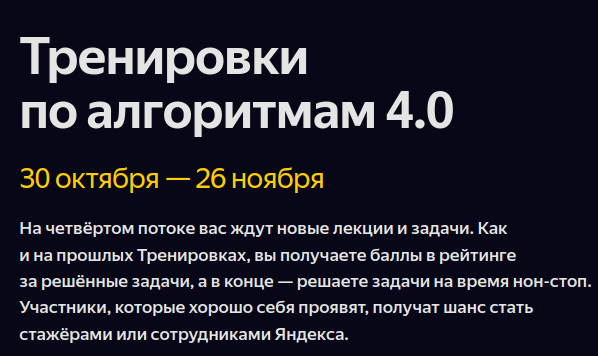 Тренировки
по алгоритмам 4.0
30 октября — 26 ноября
На четвёртом потоке вас ждут новые лекции и задачи. Как
и на прошлых Тренировках, вы получаете баллы в рейтинге
за решённые задачи, а в конце — решаете задачи на время нон-стоп.
Участники, которые хорошо себя проявят, получат шанс стать
стажёрами или сотрудниками Яндекса.